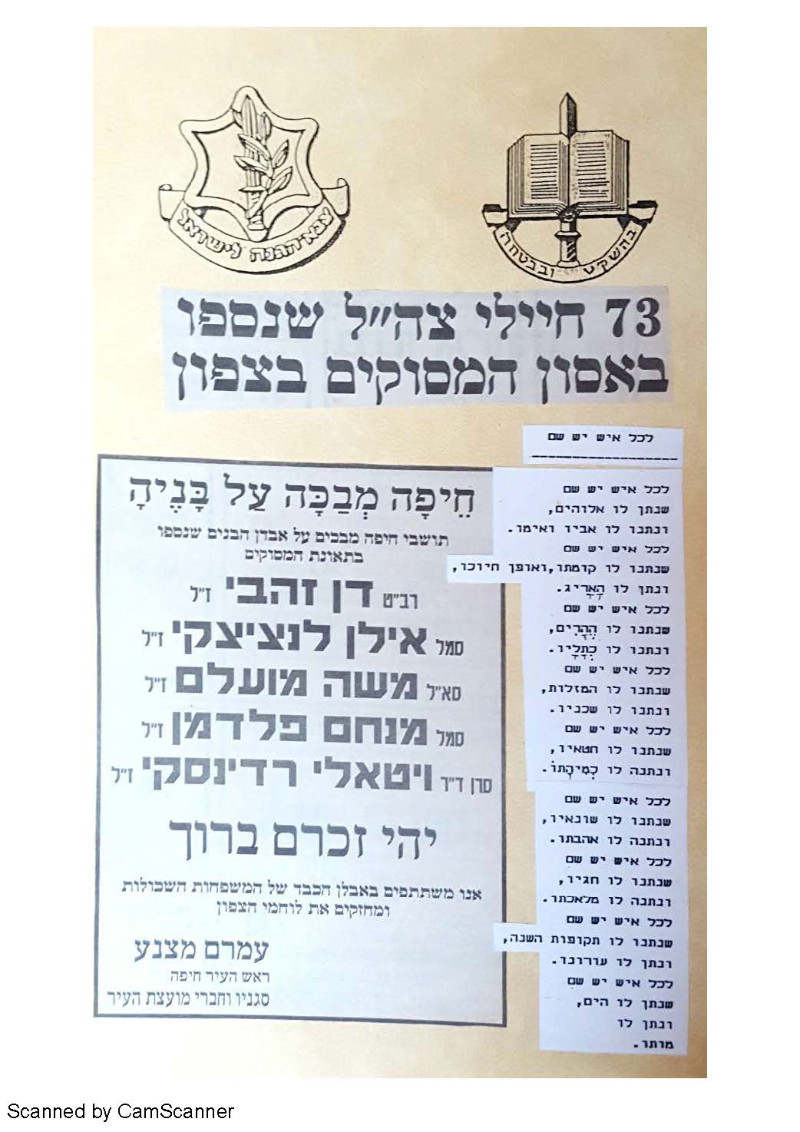 צבא הגנה לישראל
בהשקט ובבטחה
73 חיילי צה"ל שנספו
באסון המסוקים בצפון
לכל איש יש שם
חֵיפָה מְבַכָּה עַל בָּנֶיהָ
תושבי חיפה מבכים על אבדן הבנים שנספו
בתאונת המסוקים
רב"ט דן זהבי ז"ל
סמל אילן לנציצקי ז"ל
סא"ל משה מועלם ז"ל
סמל מנחם פלדמן ז"ל
סרן ד"ר ויטאלי רדינסקי ז"ל
יהי זכרם ברוך
אנו משתתפים באבלן הכבד של המשפחות השכולות
ומחזקים את לוחמי הצפון
עמרם מצנע
ראש העיר חיפה
סגניו וחברי מועצת העיר
לכל איש יש שם
שנתן לו אלוהים,
ונתנו לו אביו ואימו.
לכל איש יש שם
שנתנו לו קומתו,ואופן חיוכו,
ונתן לו הָאָרִיג.
לכל איש יש שם
שנתנו לו הֶהָרִים,
ונתנו לו כְּתָלָיו.
לכל איש יש שם
שנתנו לו המזלות,
ונתנו לו שכניו.
לכל איש יש שם
שנתנו לו חטאיו,
ונתנה לו כְּמִיהָתוֹ.
לכל איש יש שם
שנתנו לו שונאיו,
ונתנה לו אהבתו.
לכל איש יש שם
שנתנו לו חגיו,
ונתנה לו מלאכתו.
לכל איש יש שם
שנתנו לו תקופות השנה,
ונתן לו עורונו.
לכל איש יש שם
שנתן לו הים,
ונתן לו
מותו.
Scanned by CamScanner